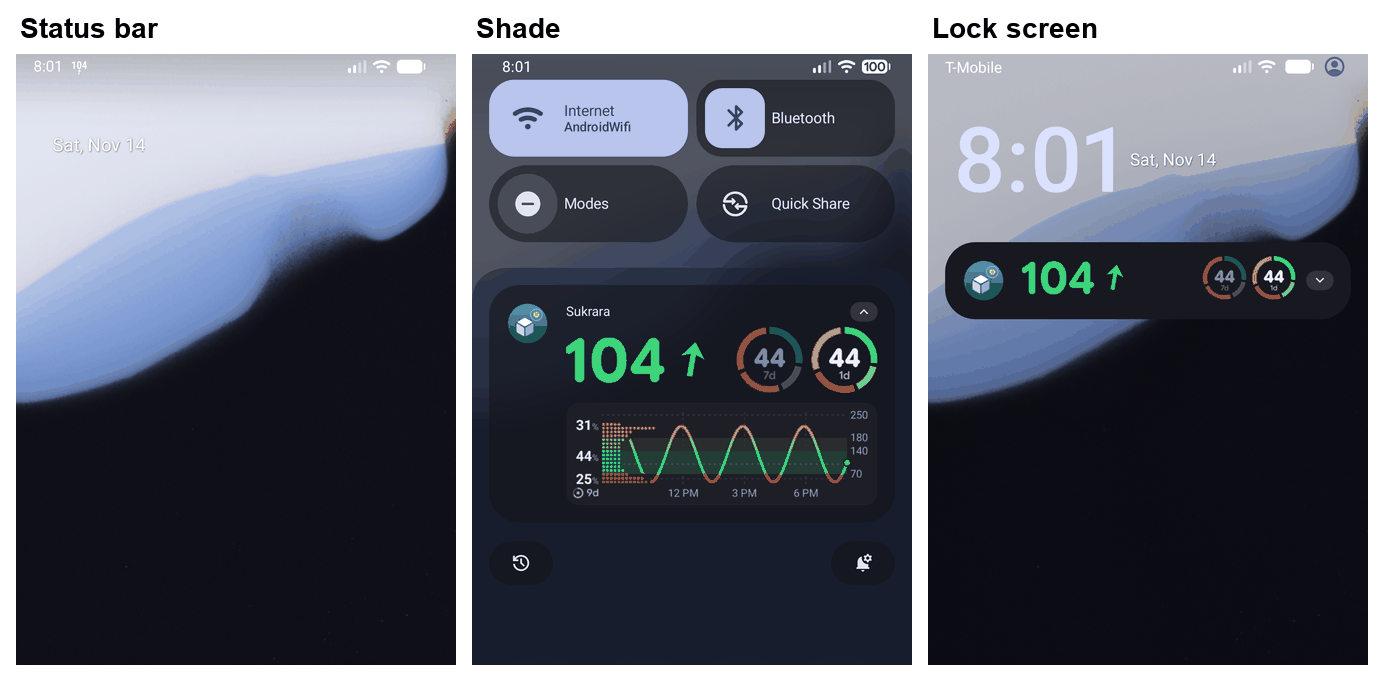 Status bar
8:01 104
Sat, Nov 14
Shade
8:01 100
Internet
AndroidWifi
Bluetooth
Modes
Quick Share
Sukrara
104
44
7d
44
1d
31%
44%
25%
9d
250
180
140
70
12 PM
3 PM
6 PM
Lock screen
T-Mobile
8:01 Sat, Nov 14
104
44
7d
44
1d